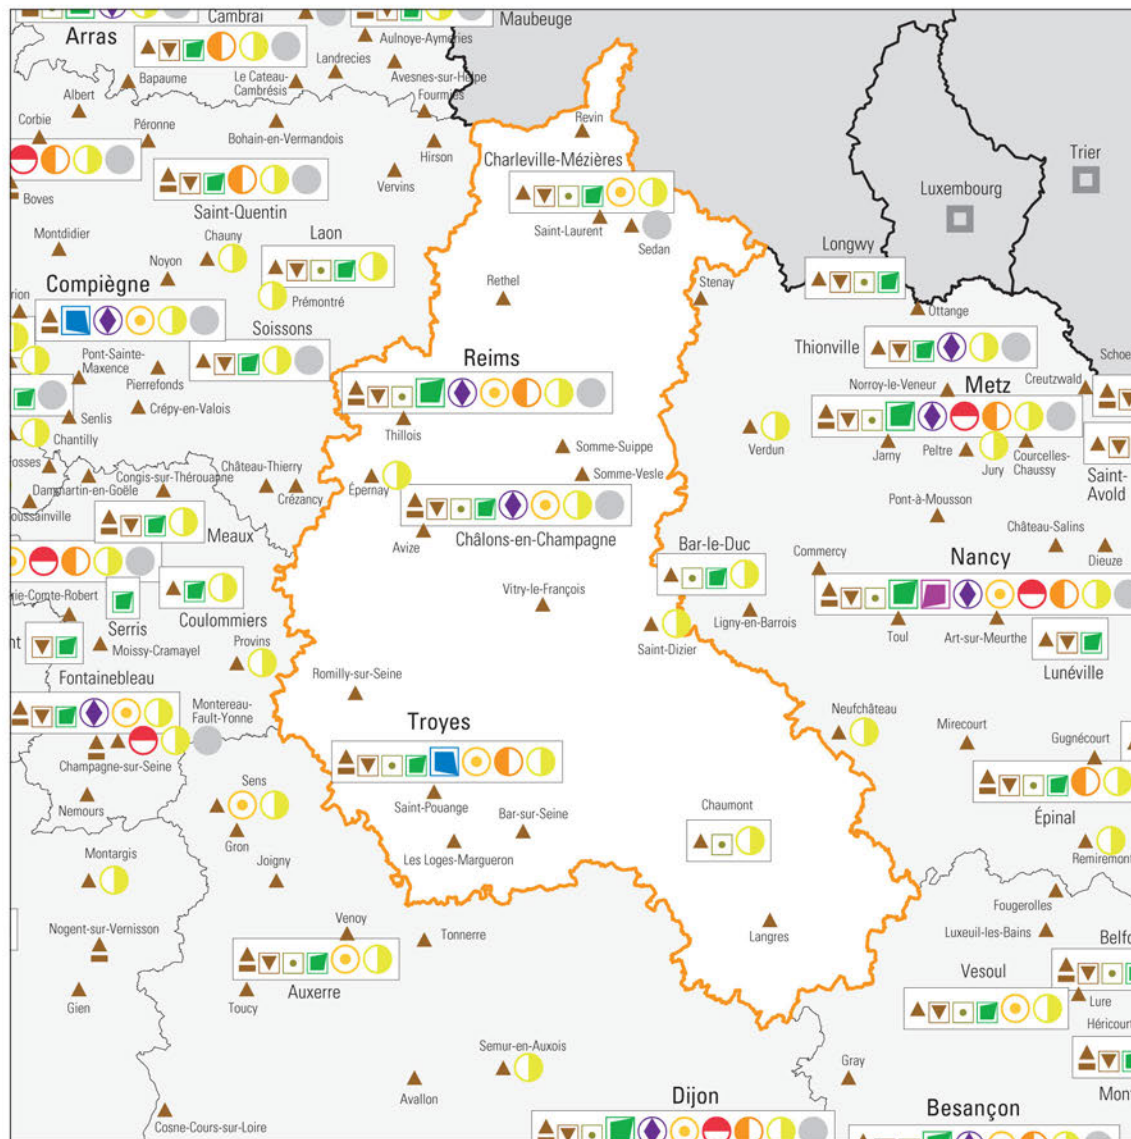 Cambrai
Maubeuge
Arras
Aulnoye-Aymeries
Landrecies
Bapaume
Le Cateau-
Cambrésis
Avesnes-sur-Helpe
Albert
Fourmies
Corbie
Péronne
Bohain-en-Vermandois
Revin
Hirson
Charleville-Mézières
Trier
Vervins
Luxembourg
Boves
Saint-Quentin
Saint-Laurent
Sedan
Montdidier
Chauny
Laon
Longwy
Noyon
Compiègne
Rethel
Stenay
Prémontré
Ottange
Soissons
Thionville
Pont-Sainte-
Maxence
Reims
Schoe
Pierrefonds
Norroy-le-Veneur
Metz
Creutzwald
Crépy-en-Valois
Senlis
Thillois
Chantilly
Somme-Suippe
Verdun
Jarny
Peltre
Jury
Courcelles-
Chaussy
osses
Château-Thierry
Somme-Vesle
Saint-
Avold
Dammartin-en-Goële
Congis-sur-Thérouanne
Crézancy
Épernay
Pont-à-Mousson
oussainville
Meaux
Avize
Châlons-en-Champagne
Château-Salins
Bar-le-Duc
Commercy
Nancy
Dieuze
rie-Comte-Robert
Vitry-le-François
Serris
Coulommiers
Ligny-en-Barrois
Toul
Art-sur-Meurthe
nt
Moissy-Cramayel
Provins
Saint-Dizier
Lunéville
Fontainebleau
Romilly-sur-Seine
Montereau-
Fault-Yonne
Neufchâteau
Troyes
Mirecourt
Gugnécourt
Champagne-sur-Seine
Sens
Nemours
Saint-Pouange
Chaumont
Bar-sur-Seine
Épinal
Gron
Montargis
Joigny
Les Loges-Margueron
Remiremont
Fougerolles
Nogent-sur-Vernisson
Venoy
Tonnerre
Langres
Luxeuil-les-Bains
Belfo
Vesoul
Auxerre
Gien
Toucy
Lure
Héricourt
Semur-en-Auxois
Gray
Avallon
Mont
Dijon
Besançon
Cosne-Cours-sur-Loire